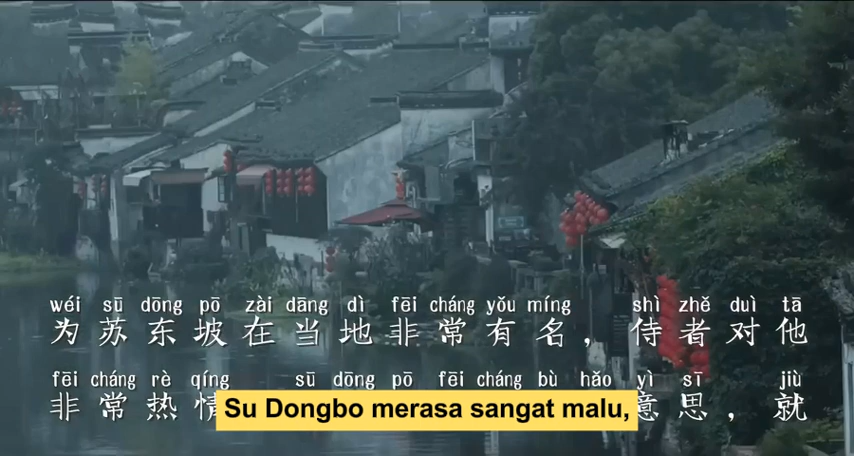 wéi sū dōng pō zài dāng dì fēi cháng yǒu míng shì zhě duì tā
为苏东坡在当地非常有名，侍者对他
fēi cháng rè qíng sū dōng pō fēi cháng bù hǎo yì sī jiù
非常热情
Su Dongbo merasa sangat malu,
意思，就